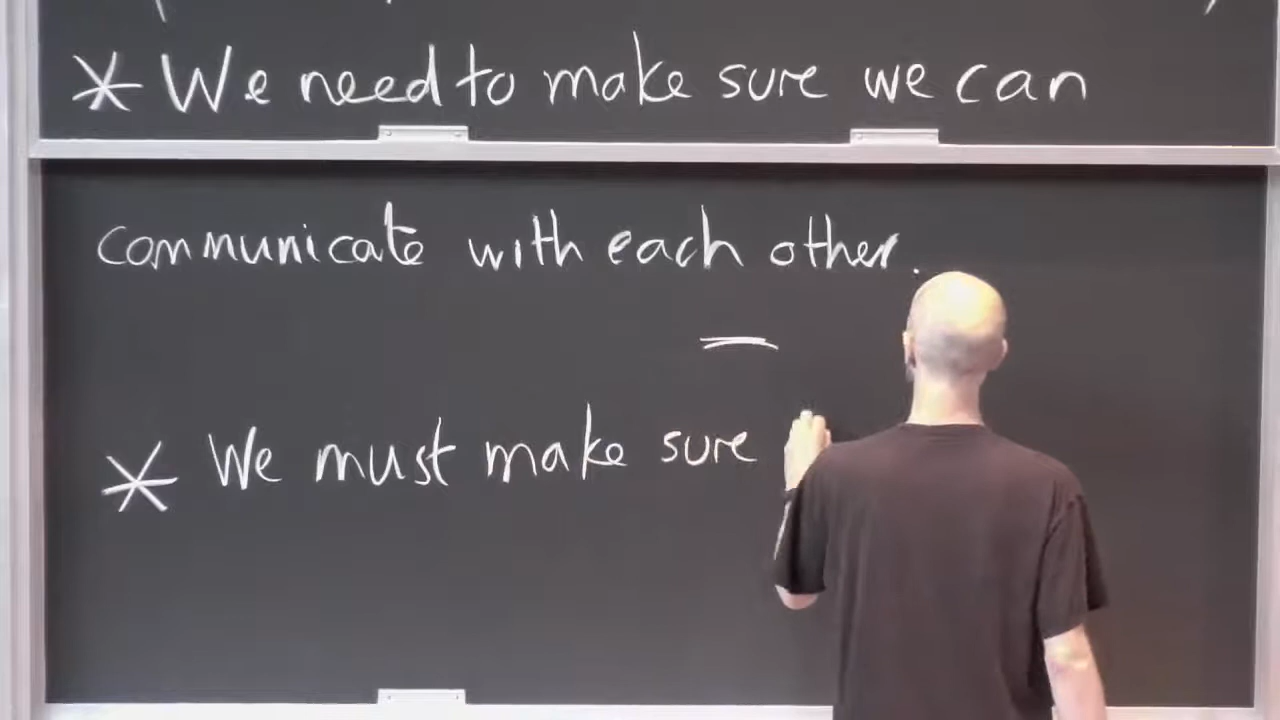 * We need to make sure we can
communicate with each other.
* We must make sure